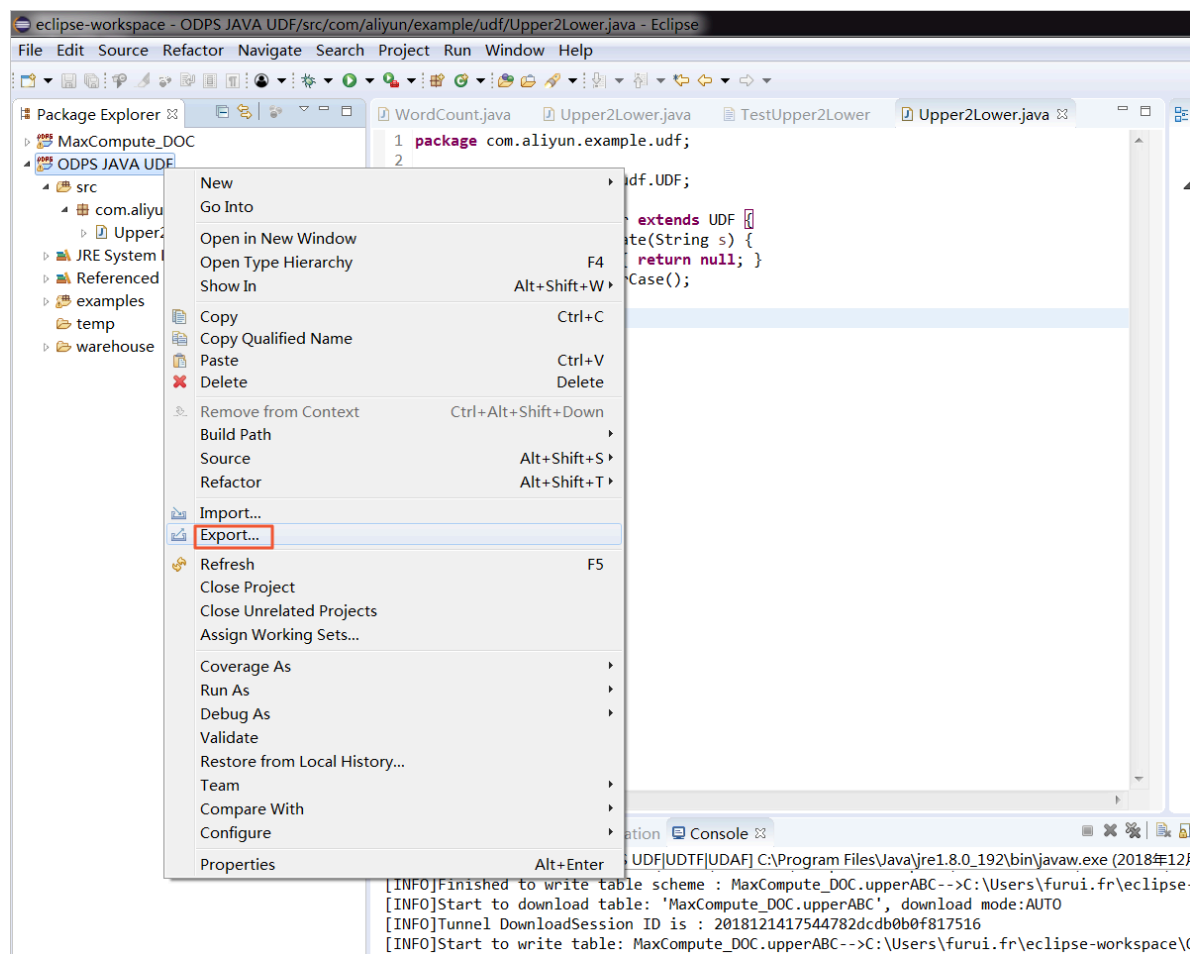 eclipse-workspace - ODPS JAVA UDF/src/com/aliyun/example/udf/Upper2Lower.java - Eclipse
File Edit Source Refactor Navigate Search Project Run Window Help
Package Explorer
WordCount.java Upper2Lower.java TestUpper2Lower Upper2Lower.java
MaxCompute_DOC
ODPS JAVA UDF
src
com.aliyu
Upper2
JRE System
Referenced
examples
temp
warehouse
1 package com.aliyun.example.udf;
2
udf.UDF;
extends UDF {
ate(String s) {
{ return null; }
rCase();
New
Go Into
Open in New Window
Open Type Hierarchy F4
Show In Alt+Shift+W
Copy Ctrl+C
Copy Qualified Name
Paste Ctrl+V
Delete Delete
Remove from Context Ctrl+Alt+Shift+Down
Build Path
Source Alt+Shift+S
Refactor Alt+Shift+T
Import...
Export...
Refresh F5
Close Project
Close Unrelated Projects
Assign Working Sets...
Coverage As
Run As
Debug As
Validate
Restore from Local History...
Team
Compare With
Configure
Properties Alt+Enter
ation Console
UDF|UDTF|UDAF] C:\Program Files\Java\jre1.8.0_192\bin\javaw.exe (2018年12月
[INFO]Finished to write table scheme : MaxCompute_DOC.upperABC-->C:\Users\furui.fr\eclipse-
[INFO]Start to download table: 'MaxCompute_DOC.upperABC', download mode:AUTO
[INFO]Tunnel DownloadSession ID is : 2018121417544782dcdb0b0f817516
[INFO]Start to write table: MaxCompute_DOC.upperABC-->C:\Users\furui.fr\eclipse-workspace\